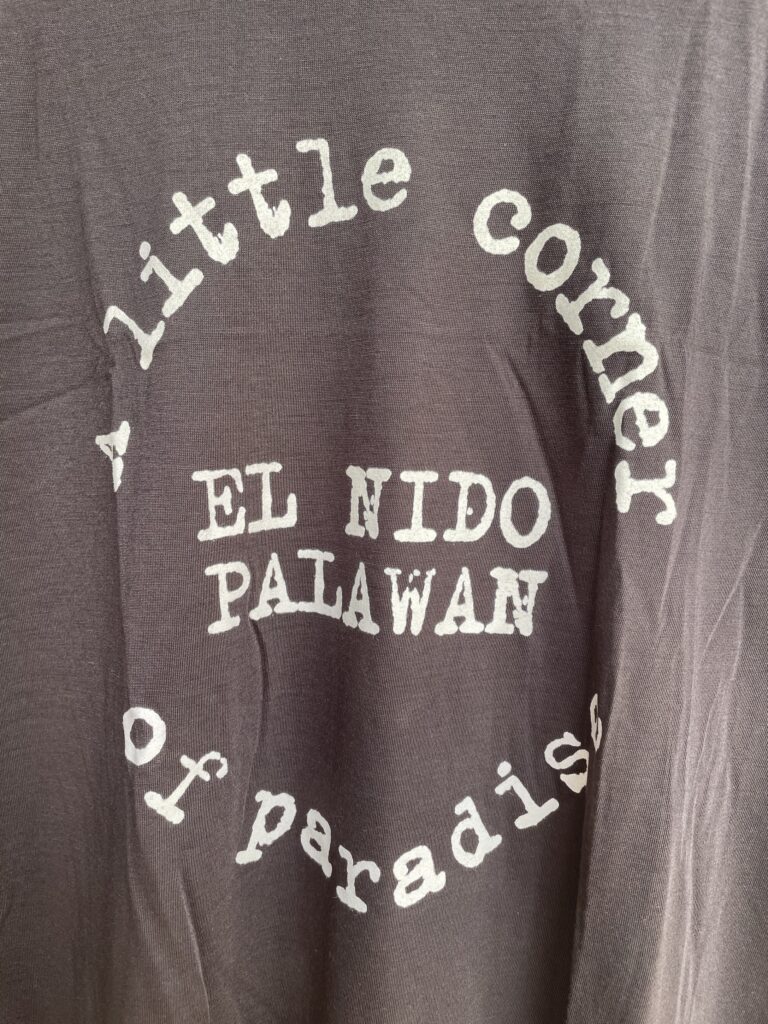 a little corner
EL NIDO
PALAWAN
of paradise